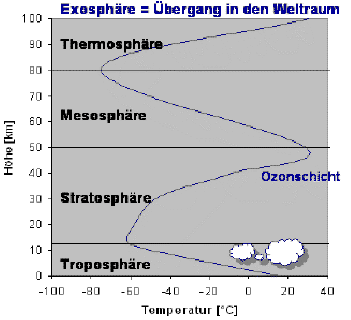 Exosphäre = Übergang in den Weltraum
Höhe [km]
100
90
Thermosphäre
80
70
Mesosphäre
60
50
Ozonschicht
40
30
Stratosphäre
20
10
Troposphäre
0
-100 -80 -60 -40 -20 0 20 40
Temperatur [°C]